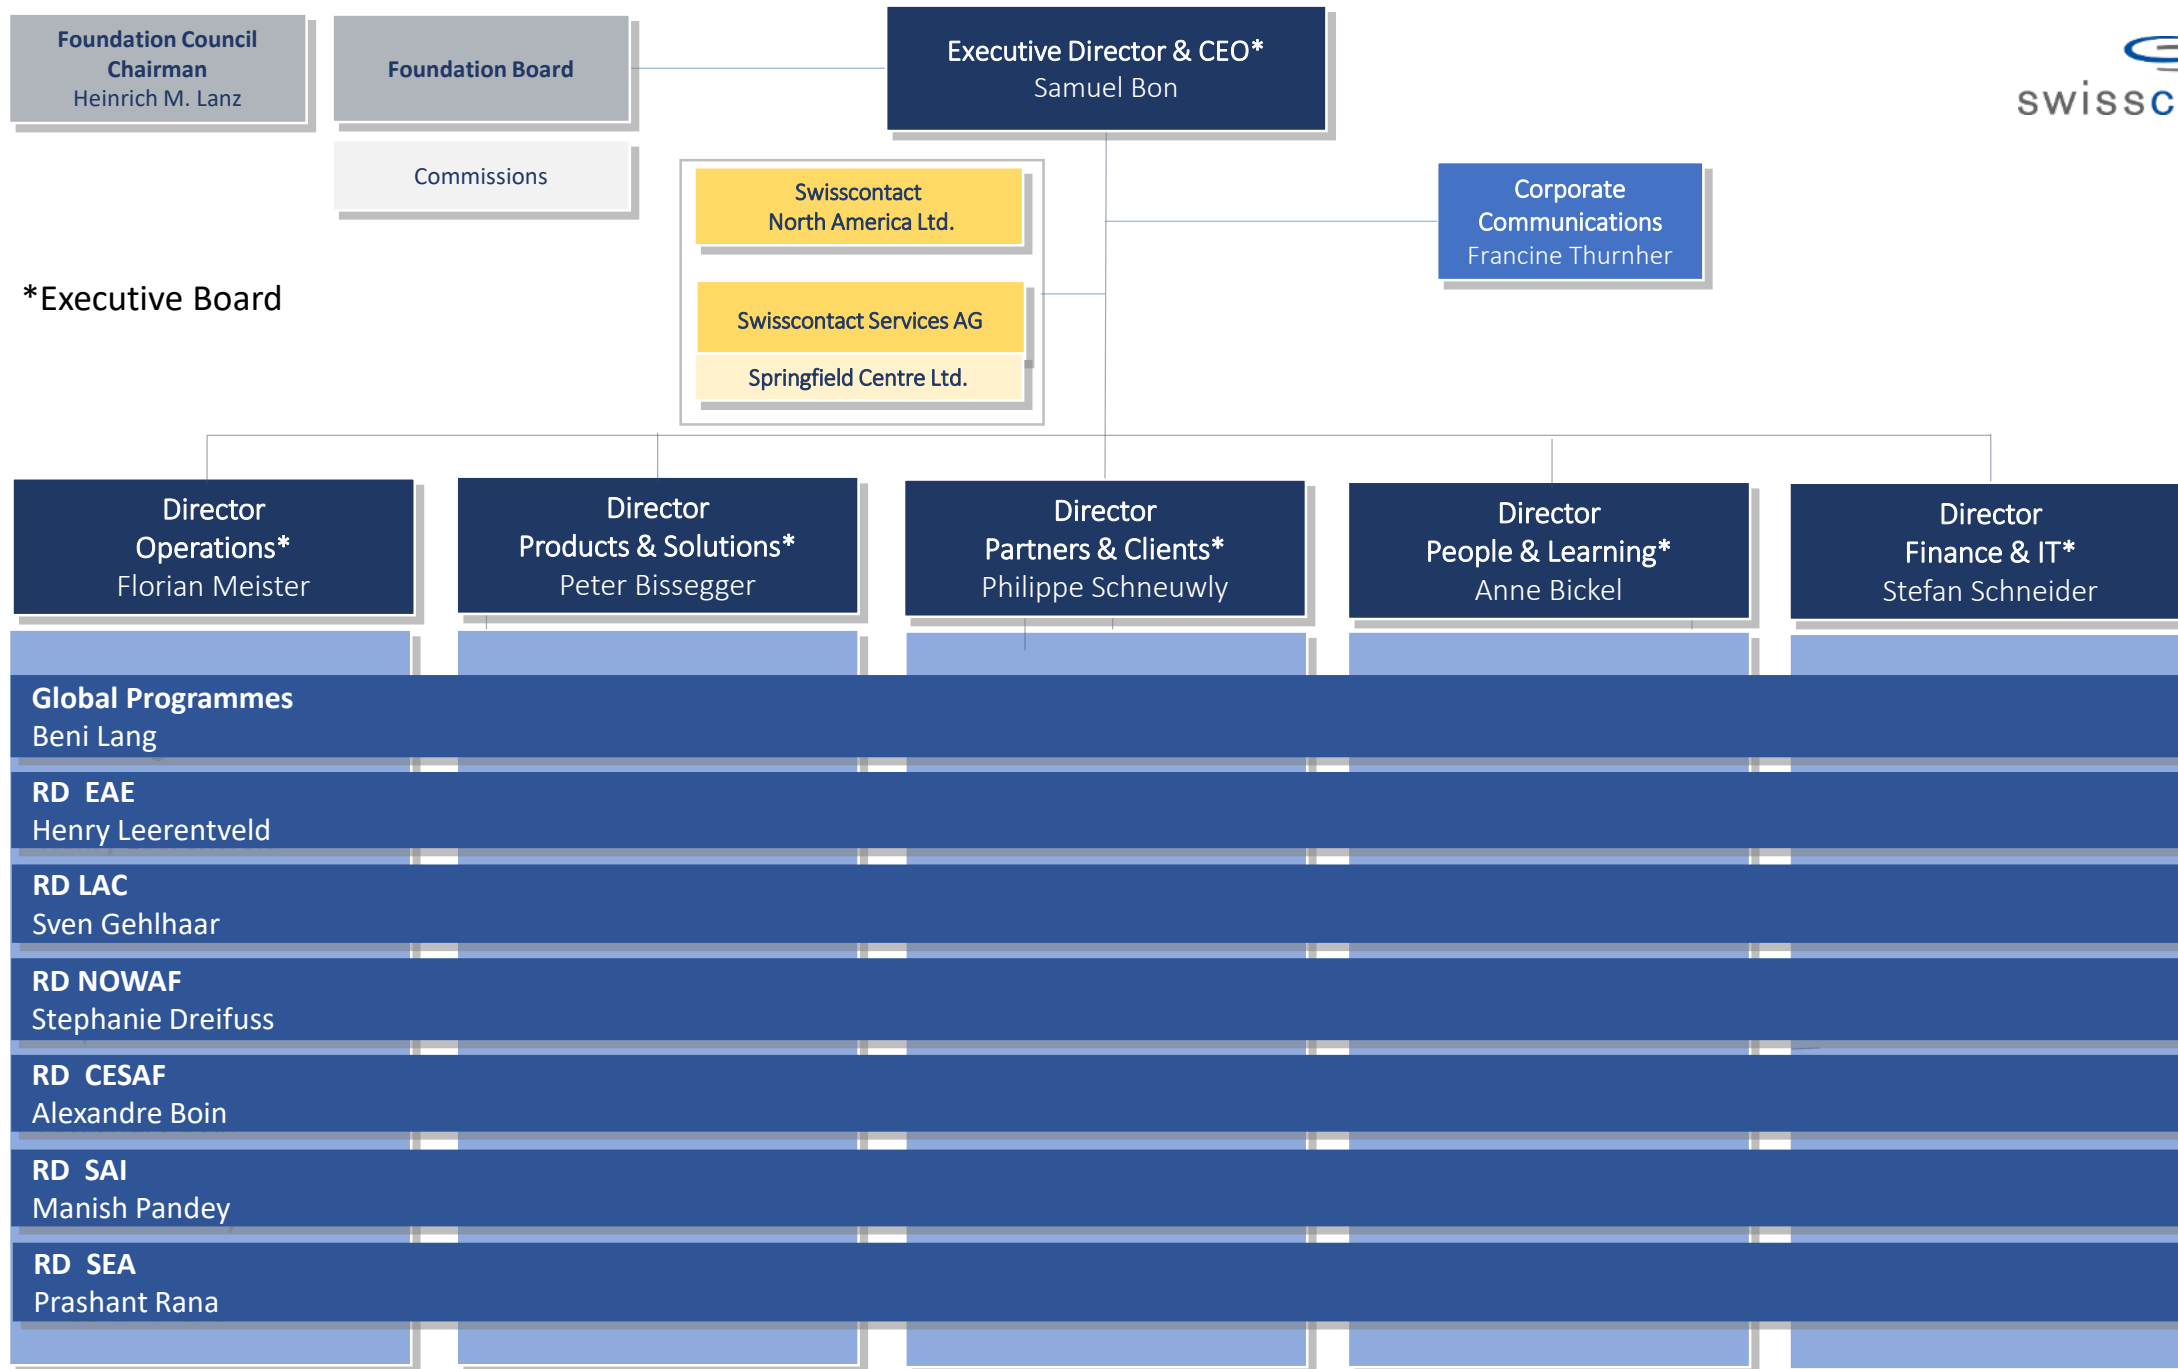 Foundation Council
Chairman
Heinrich M. Lanz
Foundation Board
Commissions
Executive Director & CEO*
Samuel Bon
swissc
Swisscontact
North America Ltd.
Swisscontact Services AG
Springfield Centre Ltd.
Corporate
Communications
Francine Thurnher
*Executive Board
Director
Operations*
Florian Meister
Director
Products & Solutions*
Peter Bissegger
Director
Partners & Clients*
Philippe Schneuwly
Director
People & Learning*
Anne Bickel
Director
Finance & IT*
Stefan Schneider
Global Programmes
Beni Lang
RD EAE
Henry Leerentveld
RD LAC
Sven Gehlhaar
RD NOWAF
Stephanie Dreifuss
RD CESAF
Alexandre Boin
RD SAI
Manish Pandey
RD SEA
Prashant Rana